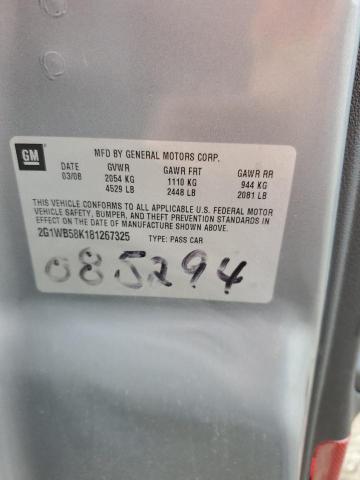 GM
MFD BY GENERAL MOTORS CORP.
DATE GVWR GAWR FRT GAWR RR
03/08 2054 KG 1110 KG 944 KG
4529 LB 2448 LB 2081 LB
THIS VEHICLE CONFORMS TO ALL APPLICABLE U.S. FEDERAL MOTOR
VEHICLE SAFETY, BUMPER, AND THEFT PREVENTION STANDARDS IN
EFFECT ON THE DATE OF MANUFACTURE SHOWN ABOVE.
2G1WB58K181267325 TYPE: PASS CAR
085294